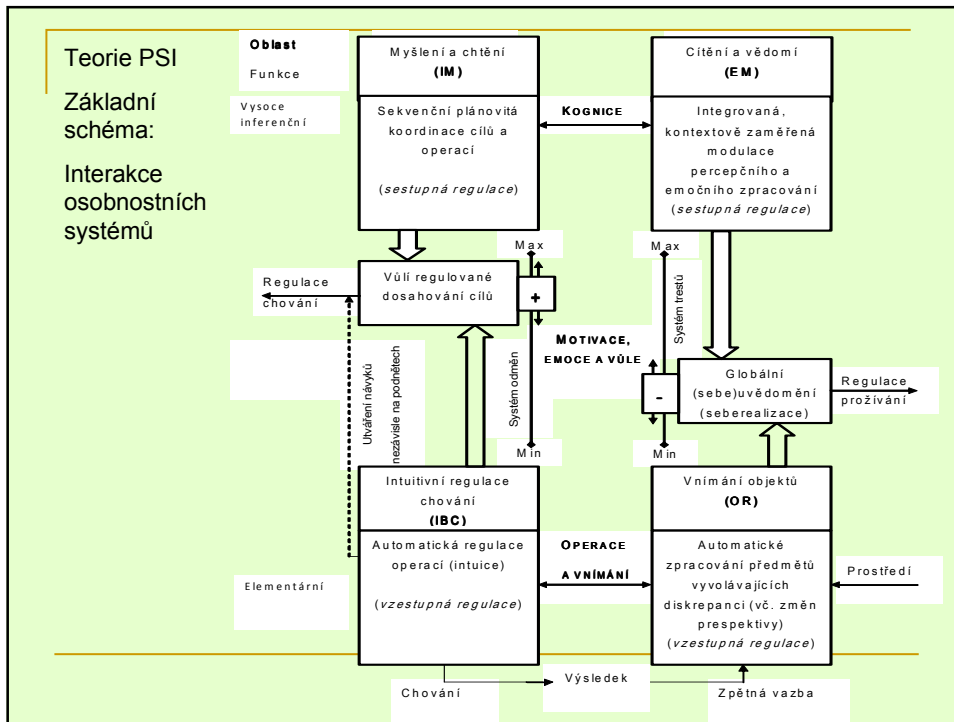 Teorie PSI
Základní
schéma:
Interakce
osobnostních
systémů
Oblast
Funkce
Vysoce
inferenční
Myšlení a chtění
(IM)
Sekvenční plánovitá
koordinace cílů a
operací
(sestupná regulace)
KOGNICE
Cítění a vědomí
(EM)
Integrovaná,
kontextově zaměřená
modulace
percepčního a
emočního zpracování
(sestupná regulace)
Max
Max
Regulace
chování
Vůlí regulované
dosahování cílů
+
Systém odměn
Min
MOTIVACE,
EMOCE A VŮLE
Systém trestů
-
Min
Globální
(sebe)uvědomění
(seberealizace)
Regulace
prožívání
Utváření návyků
nezávisle na podnětech
Intuitivní regulace
chování
(IBC)
Automatická regulace
operací (intuice)
(vzestupná regulace)
OPERACE
A VNÍMÁNÍ
Vnímání objektů
(OR)
Automatické
zpracování předmětů
vyvolávajících
diskrepanci (vč. změn
prespektivy)
(vzestupná regulace)
Prostředí
Elementární
Chování
Výsledek
Zpětná vazba